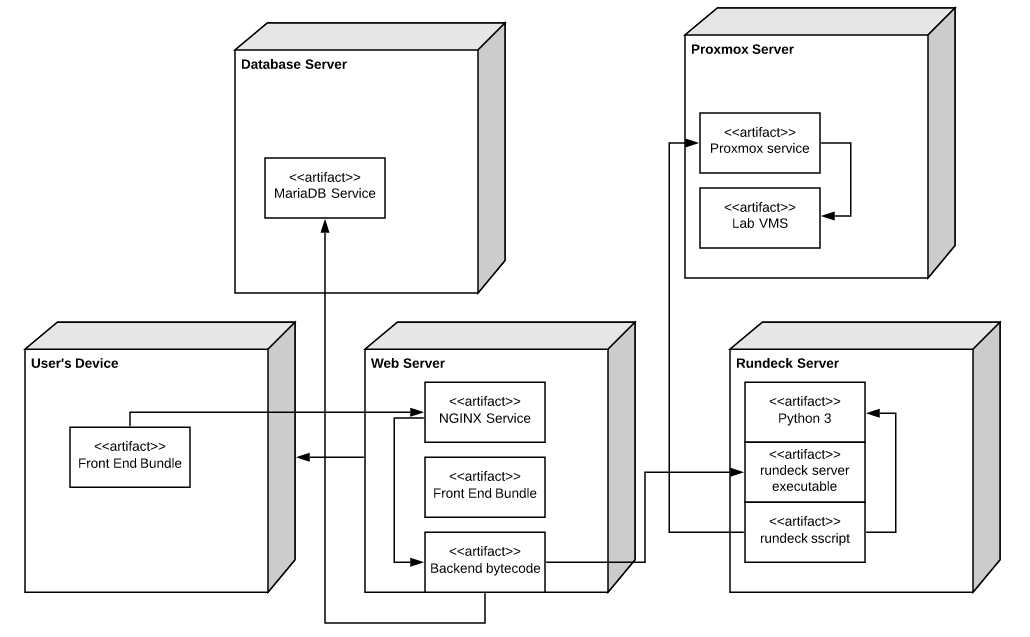 Database Server
<<artifact>>
MariaDB Service
Proxmox Server
<<artifact>>
Proxmox service
<<artifact>>
Lab VMS
User's Device
<<artifact>>
Front End Bundle
Web Server
<<artifact>>
NGINX Service
<<artifact>>
Front End Bundle
<<artifact>>
Backend bytecode
Rundeck Server
<<artifact>>
Python 3
<<artifact>>
rundeck server
executable
<<artifact>>
rundeck sscript